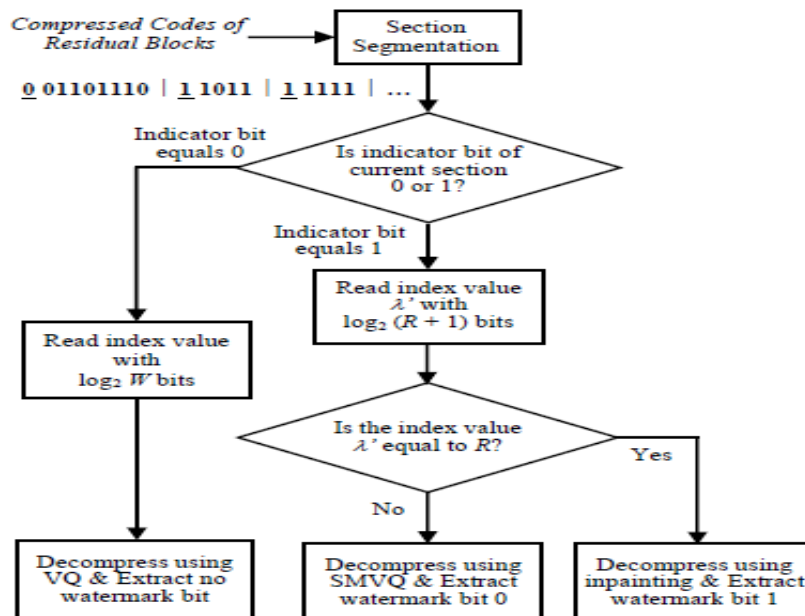 Compressed Codes of
Residual Blocks
Section
Segmentation
0 01101110 | 1 1011 | 1 1111 | ...
Indicator bit
equals 0
Is indicator bit of
current section
0 or 1?
Indicator bit
equals 1
Read index value
λ' with
log₂ (R + 1) bits
Read index value
with
log₂ W bits
Is the index value
λ' equal to R?
Yes
No
Decompress using
VQ & Extract no
watermark bit
Decompress using
SMVQ & Extract
watermark bit 0
Decompress using
inpainting & Extract
watermark bit 1